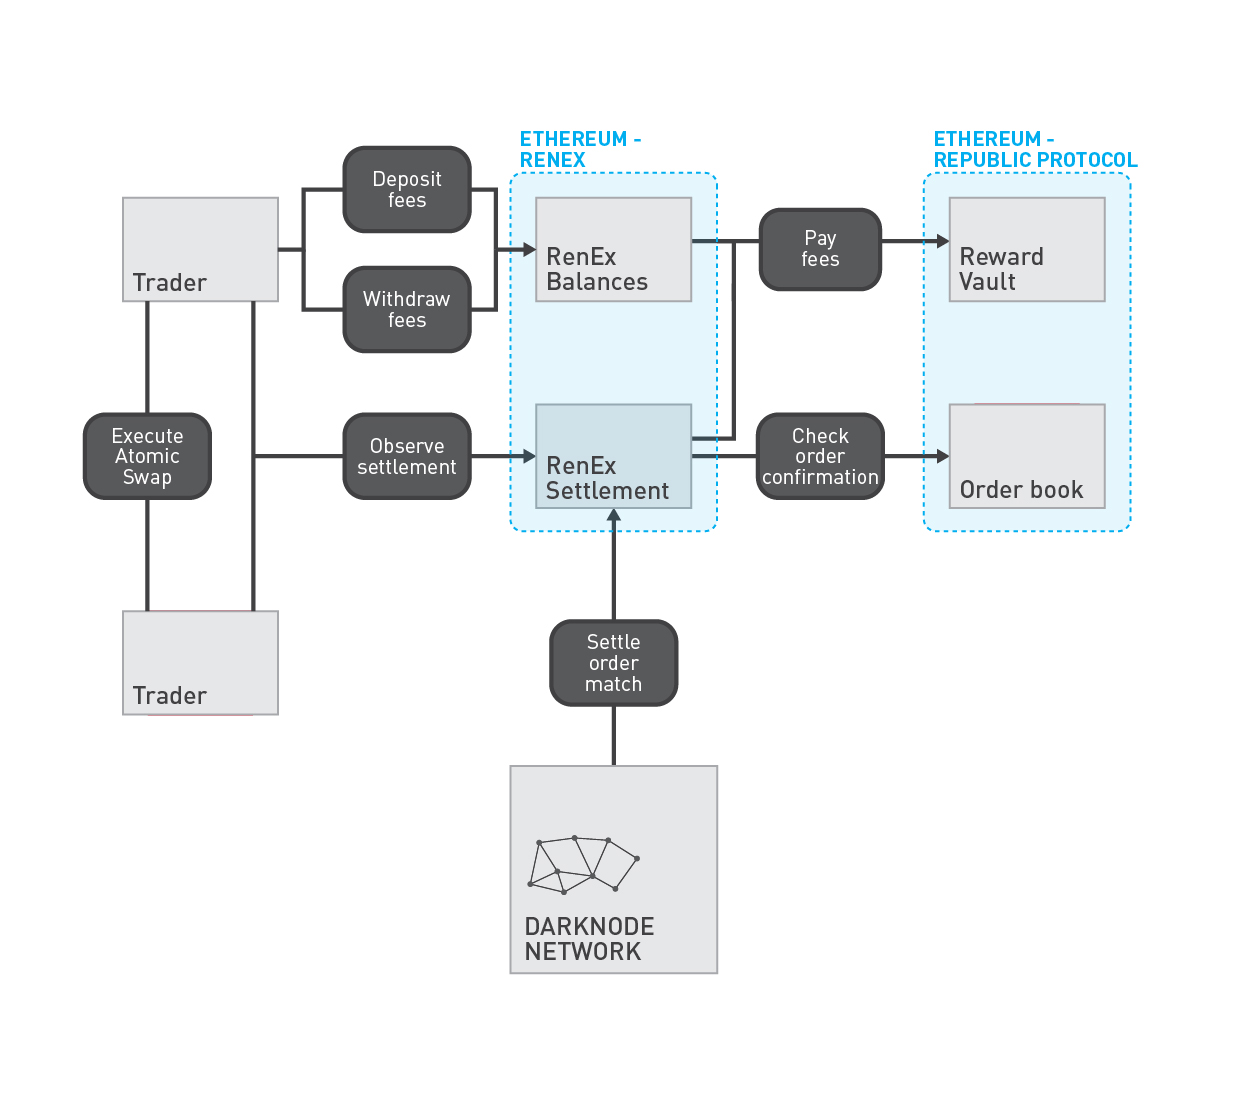 ETHEREUM -
RENEX
ETHEREUM -
REPUBLIC PROTOCOL
Deposit
fees
Trader
Withdraw
fees
RenEx
Balances
Pay
fees
Reward
Vault
Execute
Atomic
Swap
Observe
settlement
RenEx
Settlement
Check
order
confirmation
Order book
Trader
Settle
order
match
DARKNODE
NETWORK